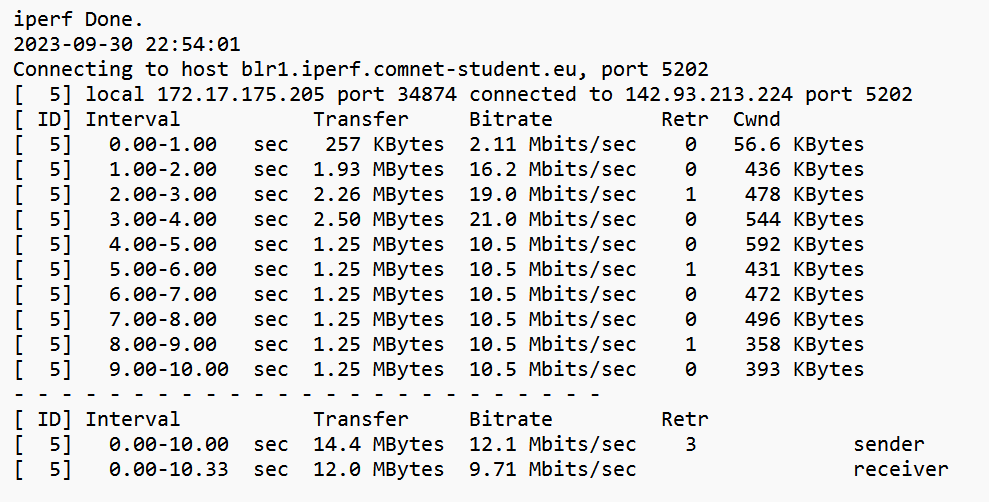 iperf Done.
2023-09-30 22:54:01
Connecting to host blr1.iperf.comnet-student.eu, port 5202
[  5] local 172.17.175.205 port 34874 connected to 142.93.213.224 port 5202
[ ID] Interval           Transfer     Bitrate         Retr  Cwnd
[  5]   0.00-1.00   sec   257 KBytes  2.11 Mbits/sec    0   56.6 KBytes
[  5]   1.00-2.00   sec  1.93 MBytes  16.2 Mbits/sec    0    436 KBytes
[  5]   2.00-3.00   sec  2.26 MBytes  19.0 Mbits/sec    1    478 KBytes
[  5]   3.00-4.00   sec  2.50 MBytes  21.0 Mbits/sec    0    544 KBytes
[  5]   4.00-5.00   sec  1.25 MBytes  10.5 Mbits/sec    0    592 KBytes
[  5]   5.00-6.00   sec  1.25 MBytes  10.5 Mbits/sec    1    431 KBytes
[  5]   6.00-7.00   sec  1.25 MBytes  10.5 Mbits/sec    0    472 KBytes
[  5]   7.00-8.00   sec  1.25 MBytes  10.5 Mbits/sec    0    496 KBytes
[  5]   8.00-9.00   sec  1.25 MBytes  10.5 Mbits/sec    1    358 KBytes
[  5]   9.00-10.00  sec  1.25 MBytes  10.5 Mbits/sec    0    393 KBytes
- - - - - - - - - - - - - - - - - - - - - - - - -
[ ID] Interval           Transfer     Bitrate         Retr
[  5]   0.00-10.00  sec  14.4 MBytes  12.1 Mbits/sec    3             sender
[  5]   0.00-10.33  sec  12.0 MBytes  9.71 Mbits/sec                  receiver